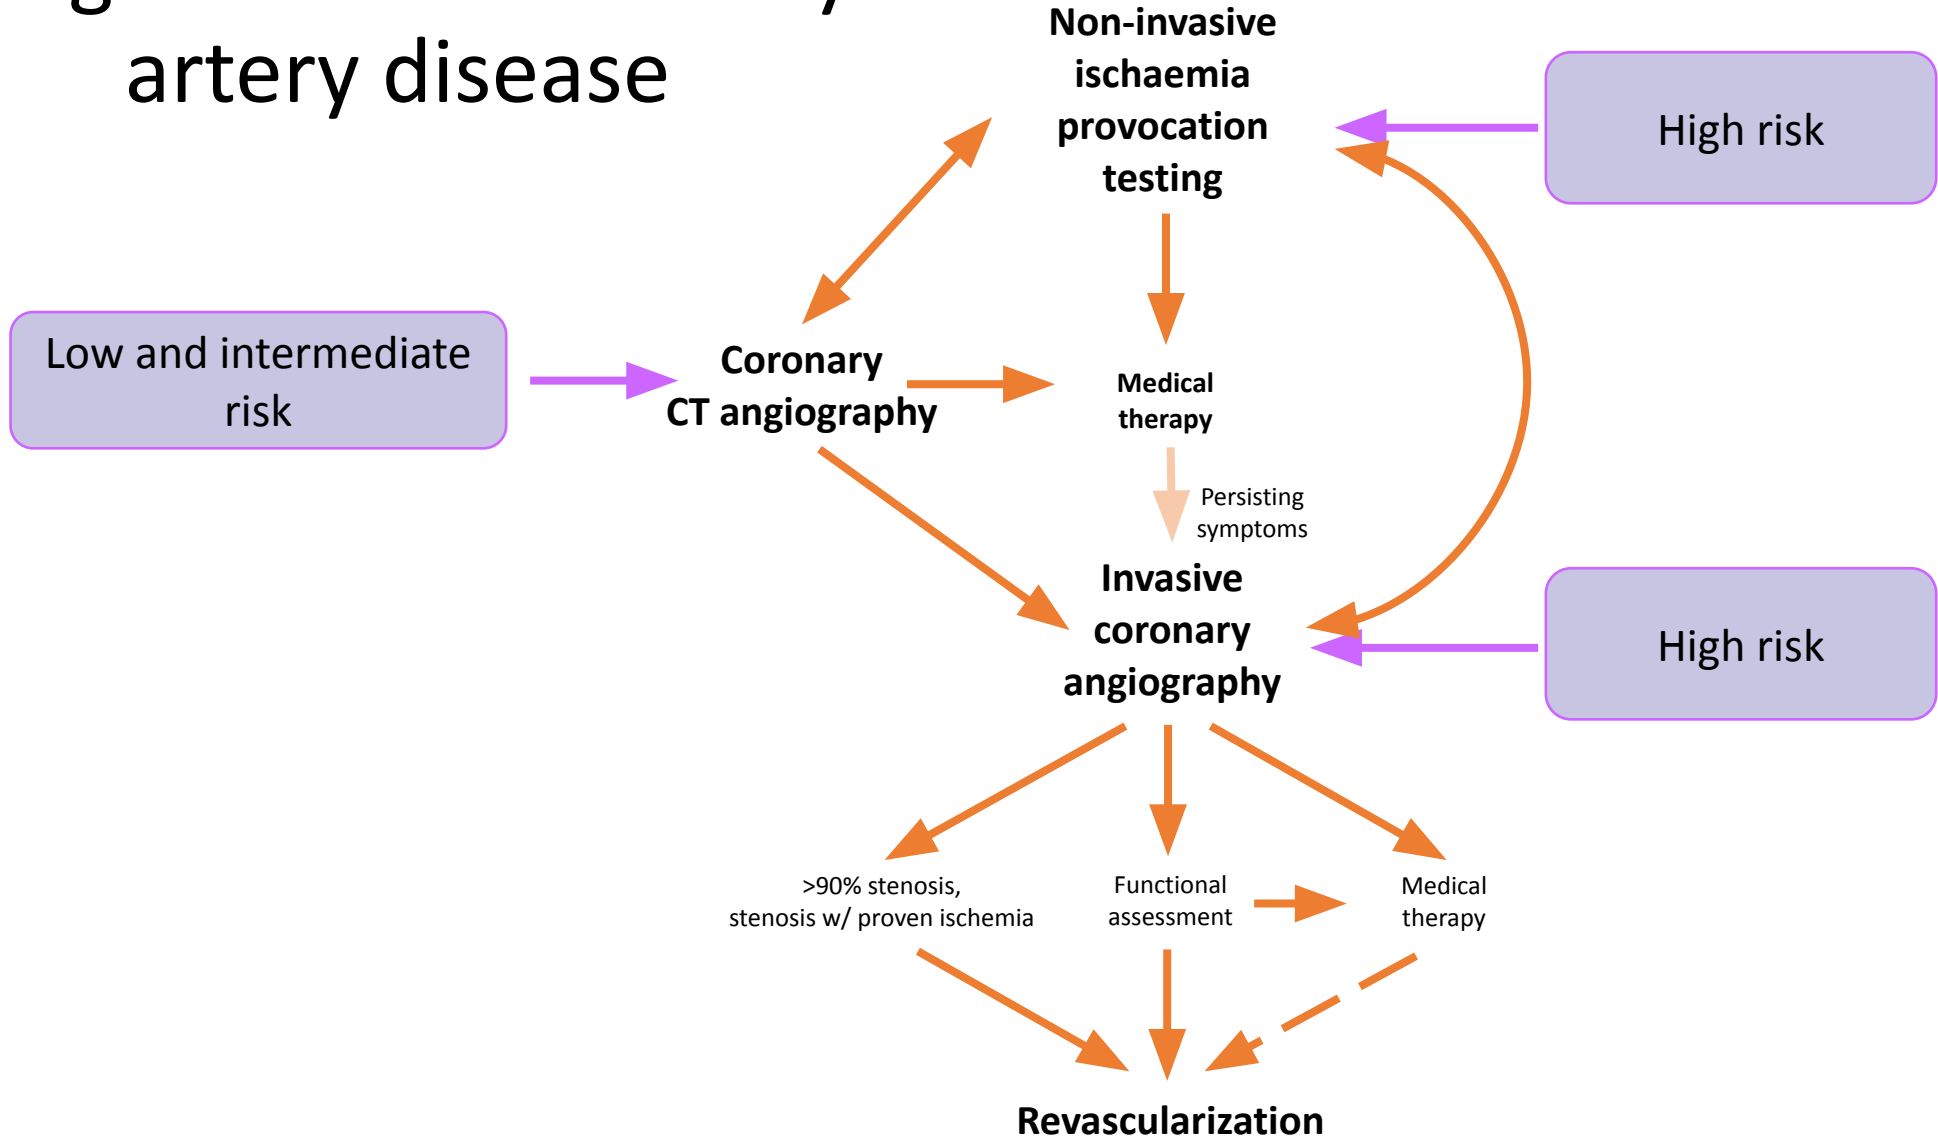 artery disease
Non-invasive
ischaemia
provocation
testing
High risk
Low and intermediate
risk
Coronary
CT angiography
Medical
therapy
Persisting
symptoms
Invasive
coronary
angiography
High risk
>90% stenosis,
stenosis w/ proven ischemia
Functional
assessment
Medical
therapy
Revascularization